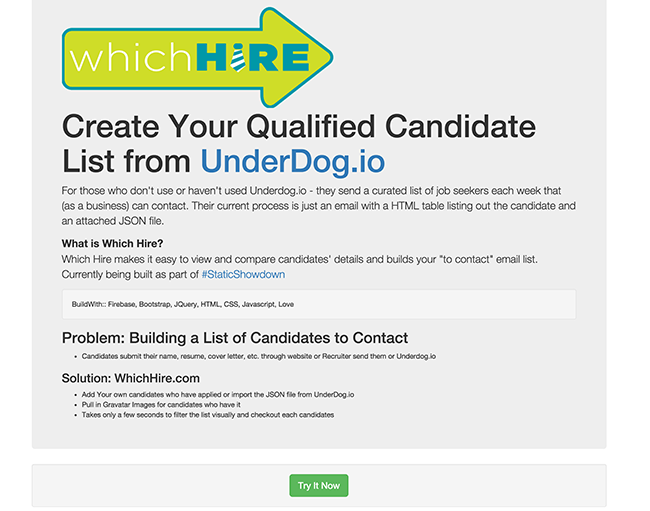 whichHiRE
Create Your Qualified Candidate
List from UnderDog.io
For those who don't use or haven't used Underdog.io - they send a curated list of job seekers each week that
(as a business) can contact. Their current process is just an email with a HTML table listing out the candidate and
an attached JSON file.
What is Which Hire?
Which Hire makes it easy to view and compare candidates' details and builds your "to contact" email list.
Currently being built as part of #StaticShowdown
BuildWith:: Firebase, Bootstrap, JQuery, HTML, CSS, Javascript, Love
Problem: Building a List of Candidates to Contact
• Candidates submit their name, resume, cover letter, etc. through website or Recruiter send them or Underdog.io
Solution: WhichHire.com
• Add Your own candidates who have applied or import the JSON file from UnderDog.io
• Pull in Gravatar Images for candidates who have it
• Takes only a few seconds to filter the list visually and checkout each candidates
Try It Now